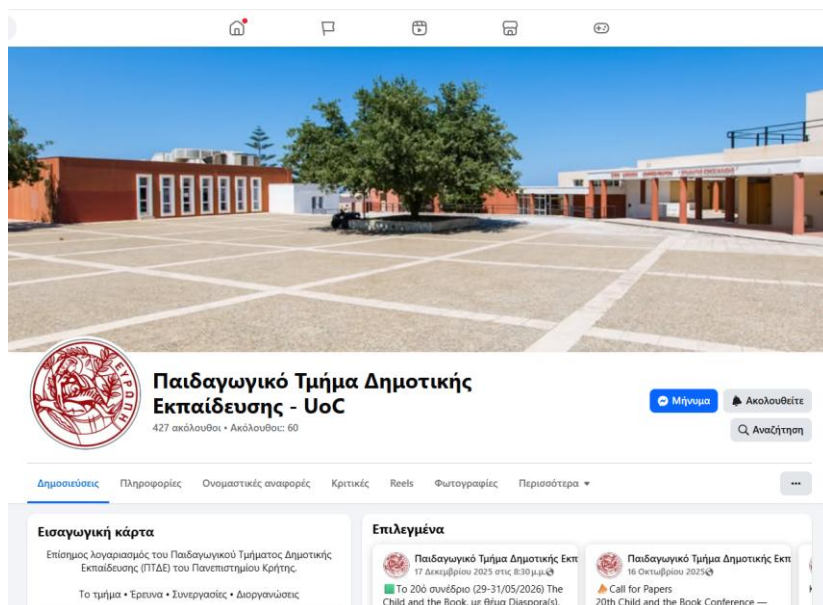 ΕΥΡΩΠΗ
Παιδαγωγικό Τμήμα Δημοτικής
Εκπαίδευσης - UoC
427 ακόλουθοι • Ακόλουθοι: 60
Μήνυμα
Ακολουθείτε
Αναζήτηση
Δημοσιεύσεις Πληροφορίες Ονομαστικές αναφορές Κριτικές Reels Φωτογραφίες Περισσότερα
Εισαγωγική κάρτα
Επίσημος λογαριασμός του Παιδαγωγικού Τμήματος Δημοτικής
Εκπαίδευσης (ΠΤΔΕ) του Πανεπιστημίου Κρήτης.
Το τμήμα • Έρευνα • Συνεργασίες • Διοργανώσεις
Επιλεγμένα
Παιδαγωγικό Τμήμα Δημοτικής Εκπ
17 Δεκεμβρίου 2025 στις 8:30 μ.μ.
Το 20ό συνέδριο (29-31/05/2026) The
Child and the Book, με θέμα Diaspora(s),
Παιδαγωγικό Τμήμα Δημοτικής Εκπ
16 Οκτωβρίου 2025
Call for Papers
20th Child and the Book Conference —